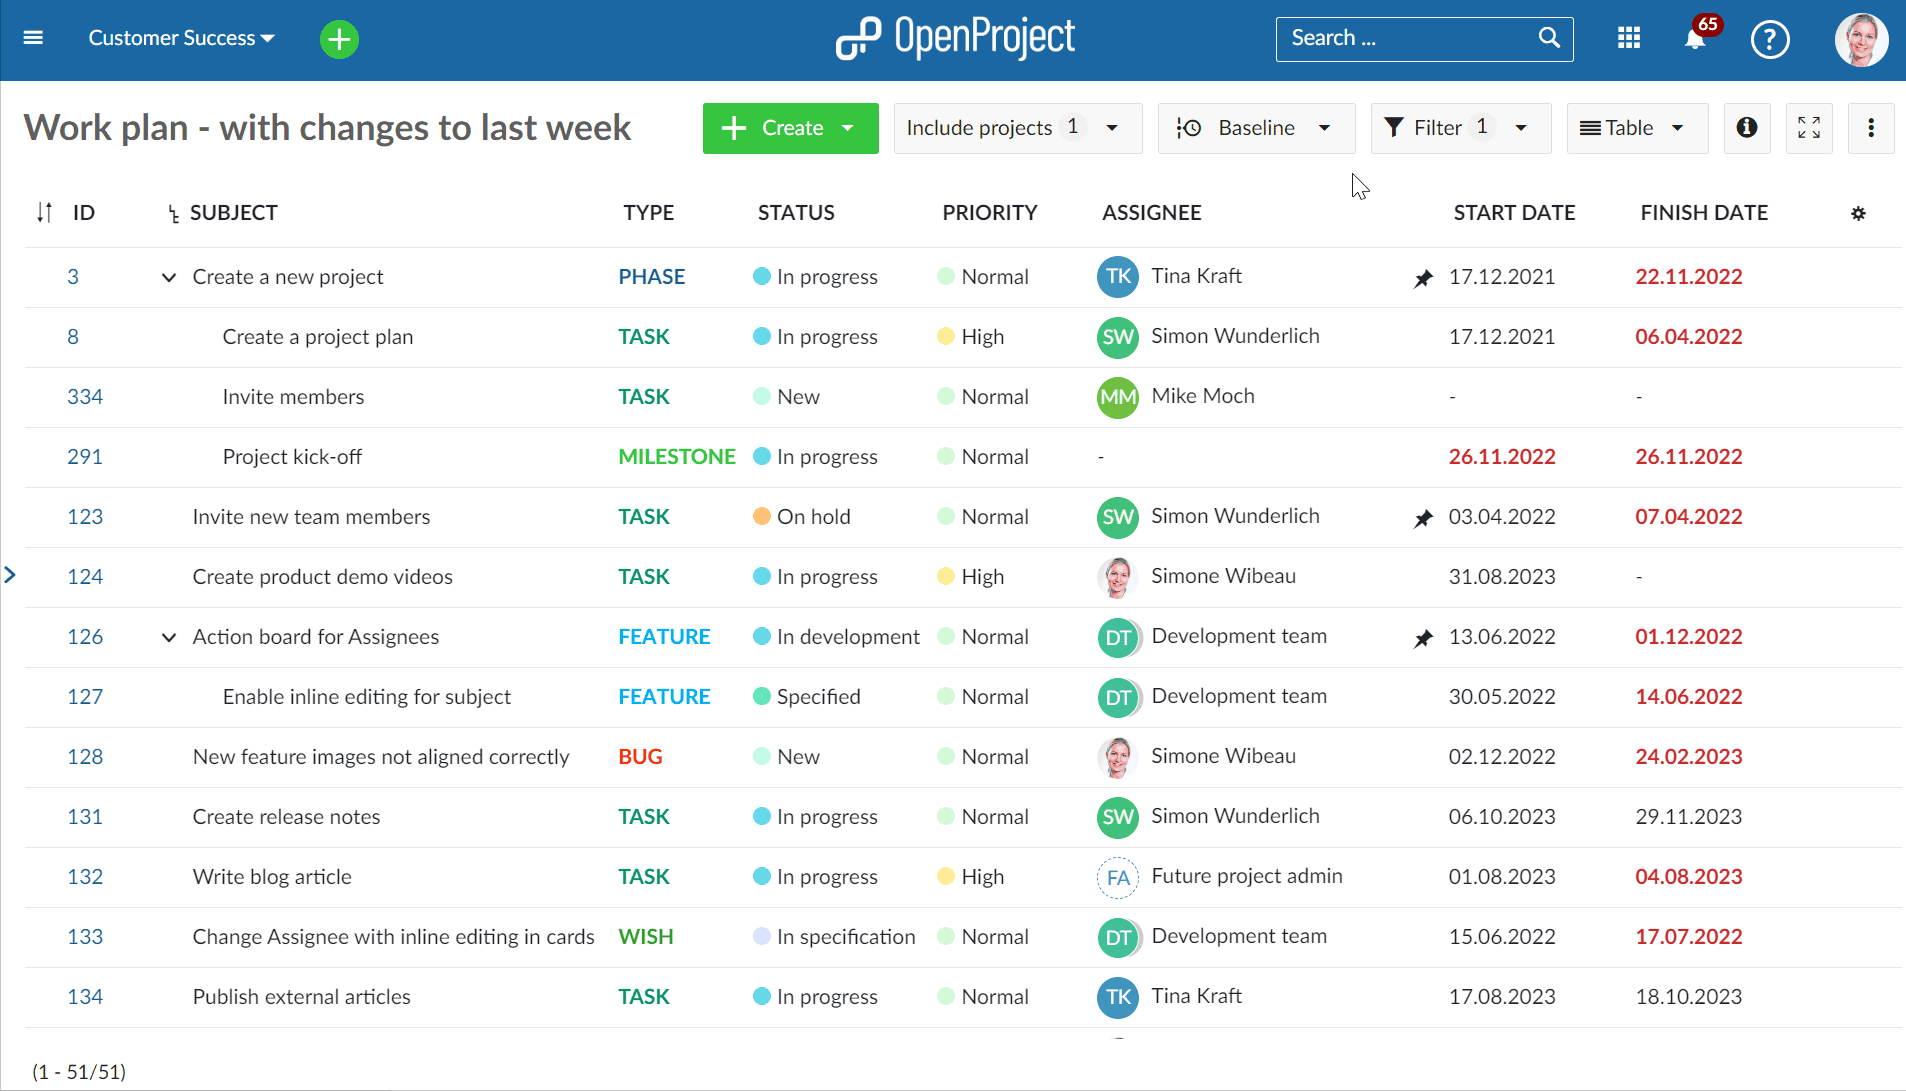 Customer Success
OpenProject
Search ...
65
?
Work plan - with changes to last week
Create
Include projects 1
Baseline
Filter 1
Table
ID SUBJECT TYPE STATUS PRIORITY ASSIGNEE START DATE FINISH DATE
3 Create a new project PHASE In progress Normal TK Tina Kraft 17.12.2021 22.11.2022
8 Create a project plan TASK In progress High SW Simon Wunderlich 17.12.2021 06.04.2022
334 Invite members TASK New Normal MM Mike Moch - -
291 Project kick-off MILESTONE In progress Normal - 26.11.2022 26.11.2022
123 Invite new team members TASK On hold Normal SW Simon Wunderlich 03.04.2022 07.04.2022
124 Create product demo videos TASK In progress High Simone Wibeau 31.08.2023 -
126 Action board for Assignees FEATURE In development Normal DT Development team 13.06.2022 01.12.2022
127 Enable inline editing for subject FEATURE Specified Normal DT Development team 30.05.2022 14.06.2022
128 New feature images not aligned correctly BUG New Normal Simone Wibeau 02.12.2022 24.02.2023
131 Create release notes TASK In progress Normal SW Simon Wunderlich 06.10.2023 29.11.2023
132 Write blog article TASK In progress High FA Future project admin 01.08.2023 04.08.2023
133 Change Assignee with inline editing in cards WISH In specification Normal DT Development team 15.06.2022 17.07.2022
134 Publish external articles TASK In progress Normal TK Tina Kraft 17.08.2023 18.10.2023
(1 - 51/51)